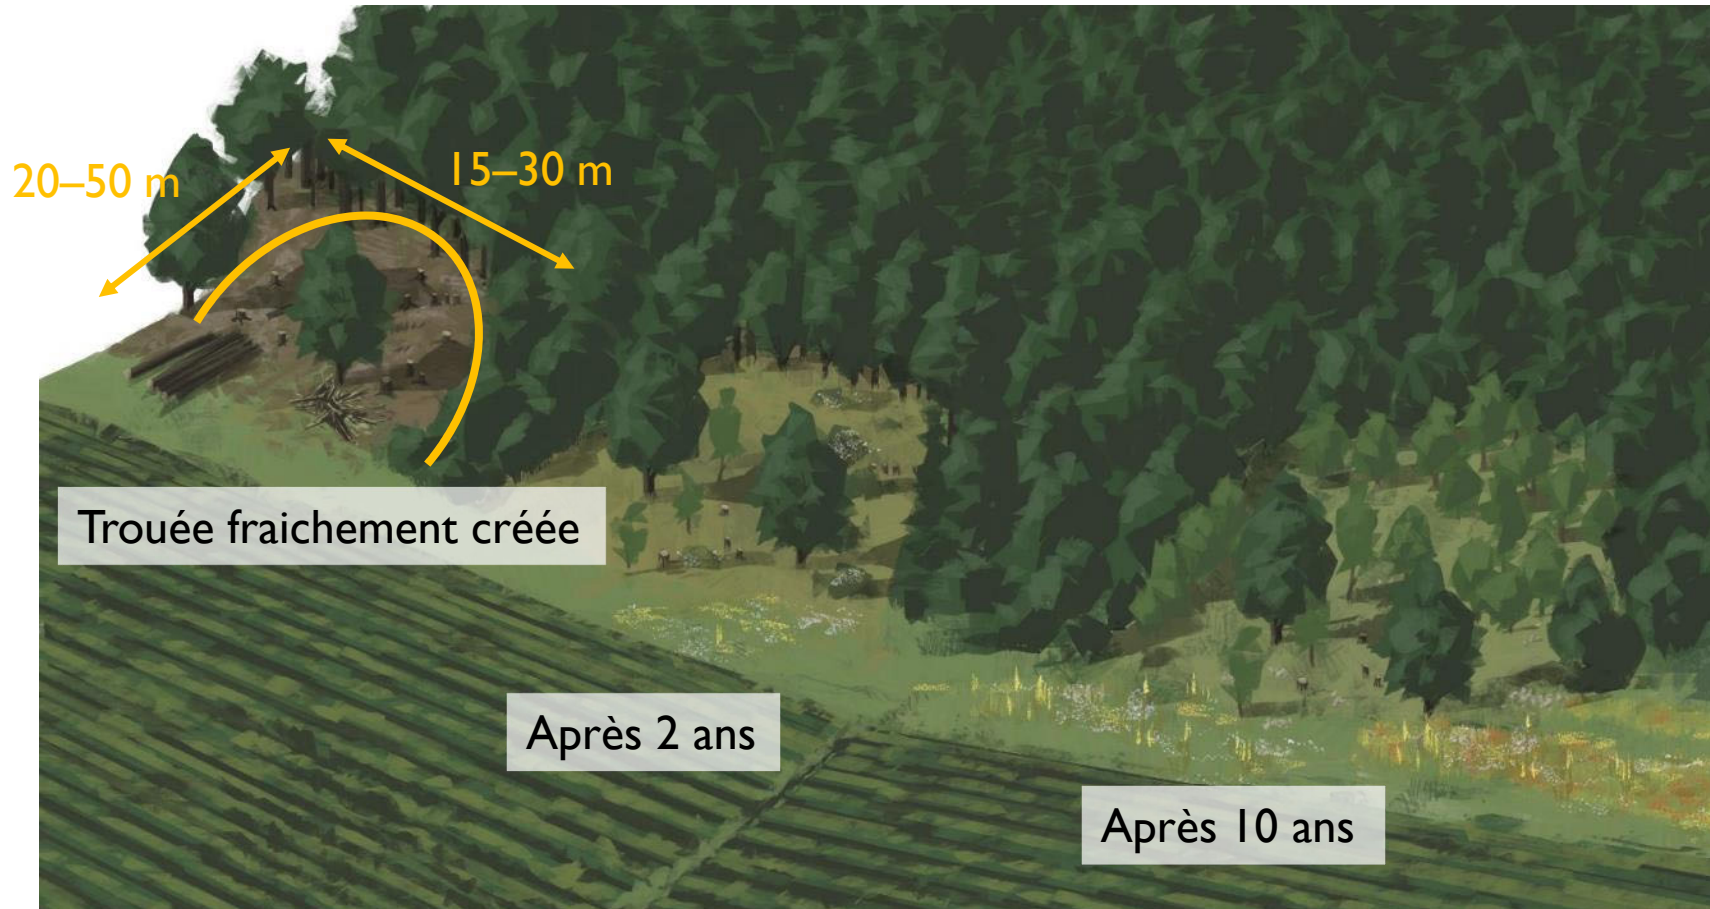 20–50 m
15–30 m
Trouée fraichement créée
Après 2 ans
Après 10 ans